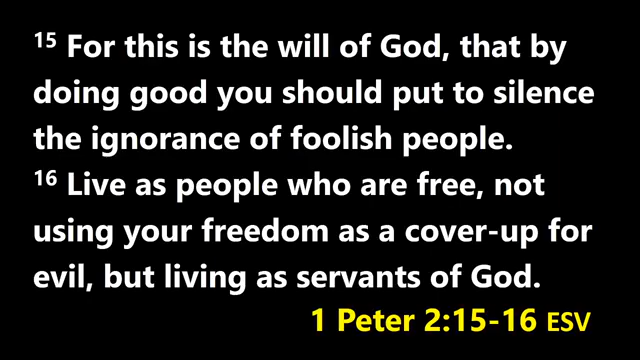 15 For this is the will of God, that by
doing good you should put to silence
the ignorance of foolish people.
16 Live as people who are free, not
using your freedom as a cover-up for
evil, but living as servants of God.
1 Peter 2:15-16 ESV